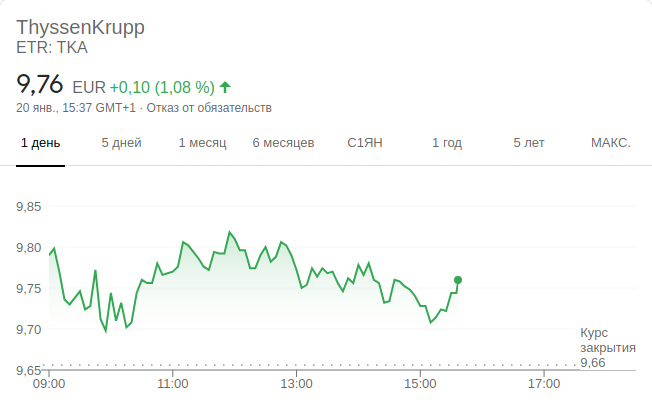 ThyssenKrupp
ETR: TKA
9,76 EUR +0,10 (1,08 %)
20 янв., 15:37 GMT+1 · Отказ от обязательств
1 день 5 дней 1 месяц 6 месяцев С1ЯН 1 год 5 лет МАКС.
9,85
9,80
9,75
9,70
Курс
закрытия
9,66
9,65
09:00 11:00 13:00 15:00 17:00